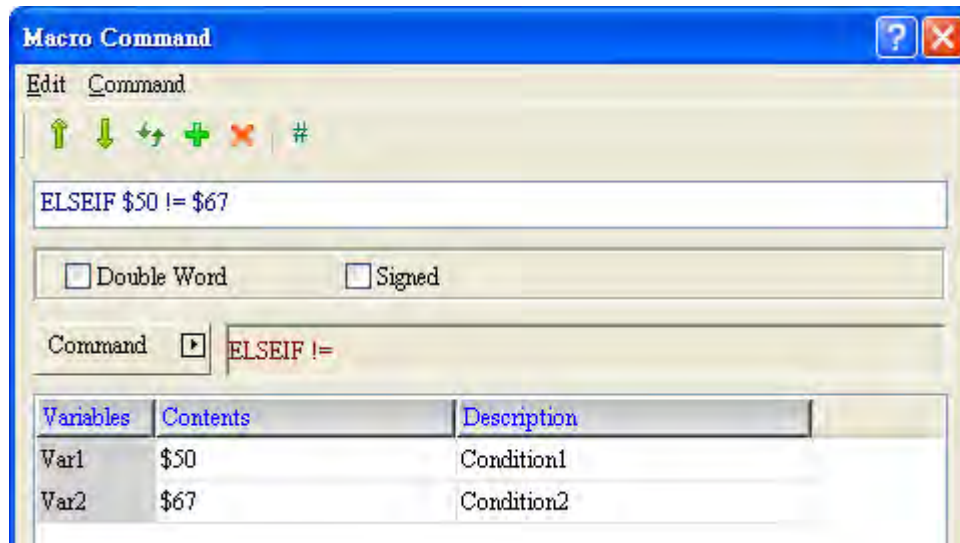 Macro Command
?
Edit Command
#
ELSEIF $50 != $67
Double Word Signed
Command ELSEIF !=
Variables Contents Description
Var1 $50 Condition1
Var2 $67 Condition2